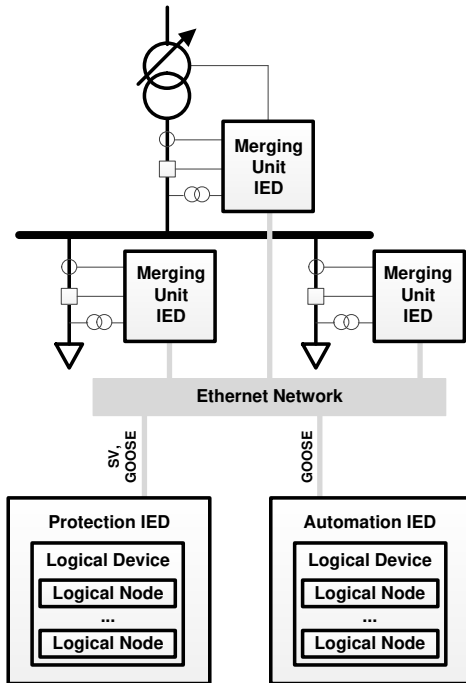 Merging
Unit
IED
Merging
Unit
IED
Merging
Unit
IED
Ethernet Network
SV,
GOOSE
GOOSE
Protection IED
Logical Device
Logical Node
...
Logical Node
Automation IED
Logical Device
Logical Node
...
Logical Node